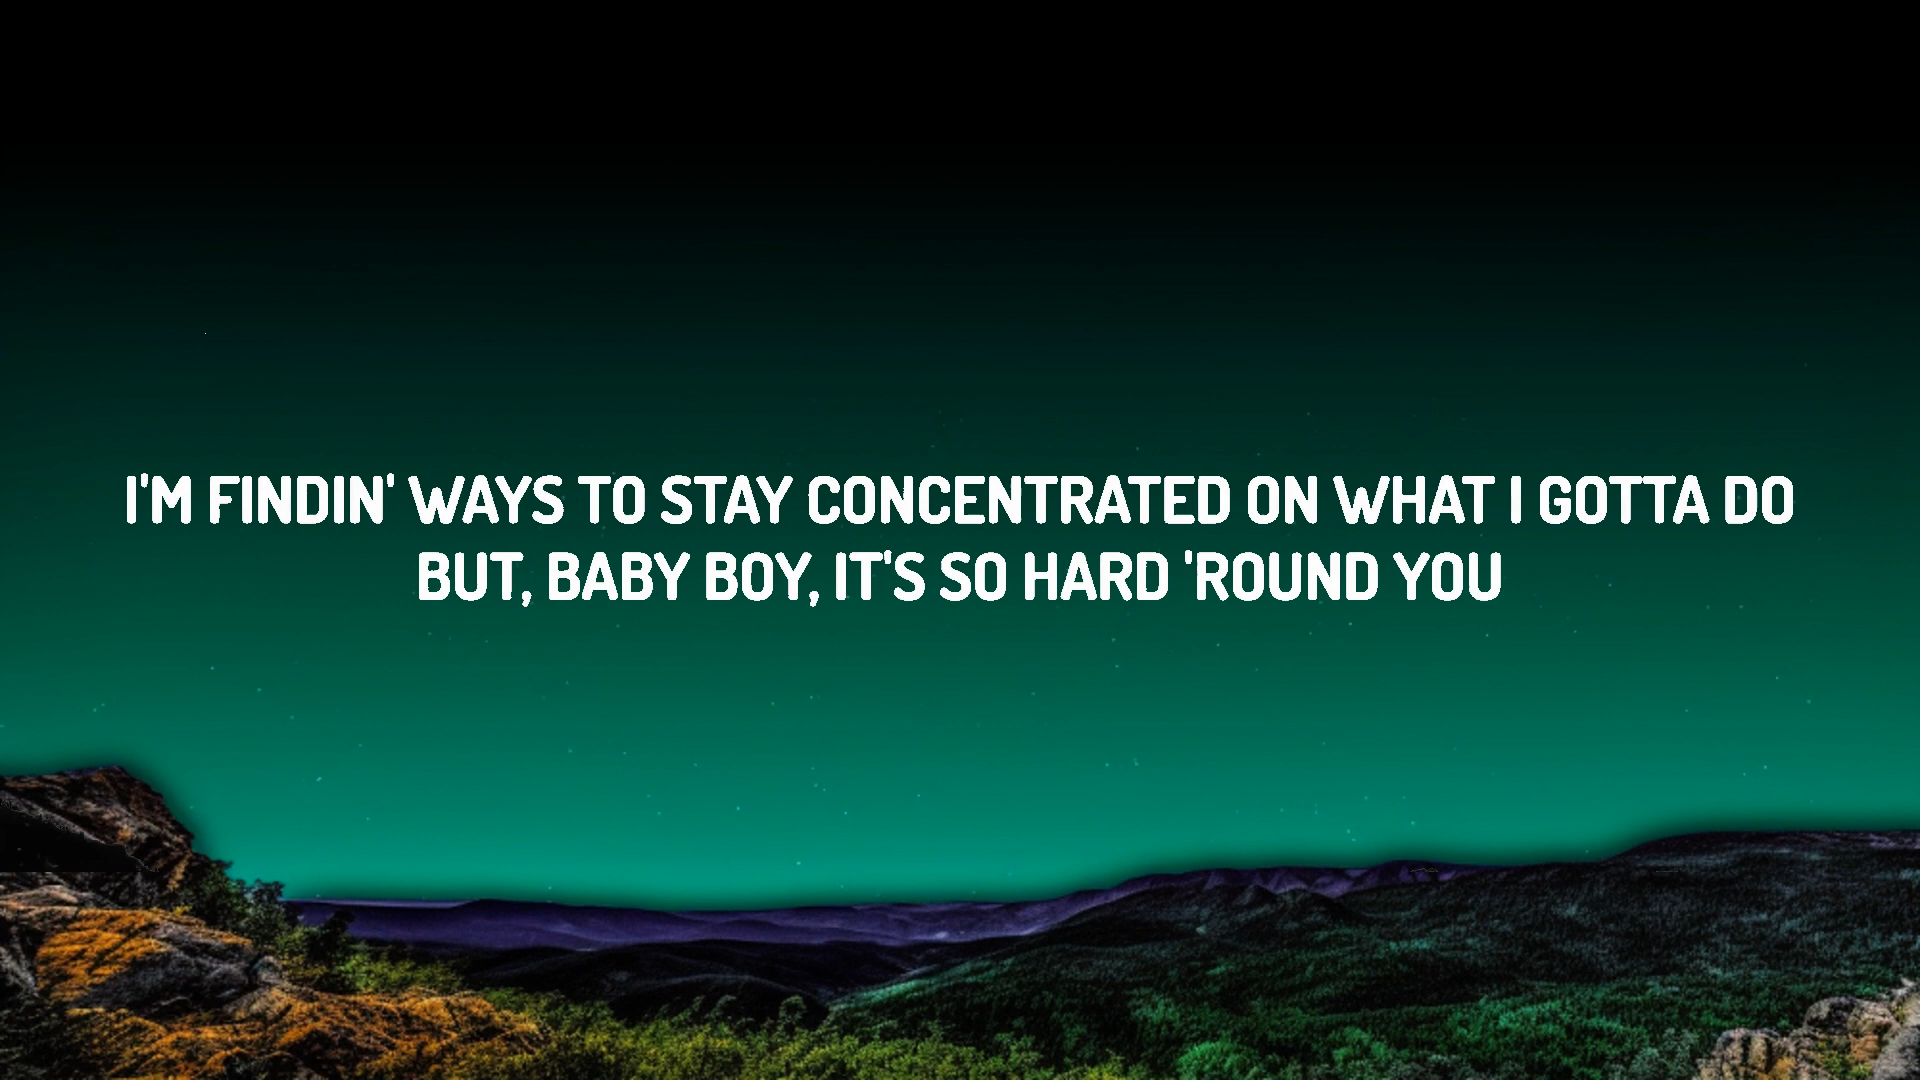 I'M FINDIN' WAYS TO STAY CONCENTRATED ON WHAT I GOTTA DO
BUT, BABY BOY, IT'S SO HARD 'ROUND YOU